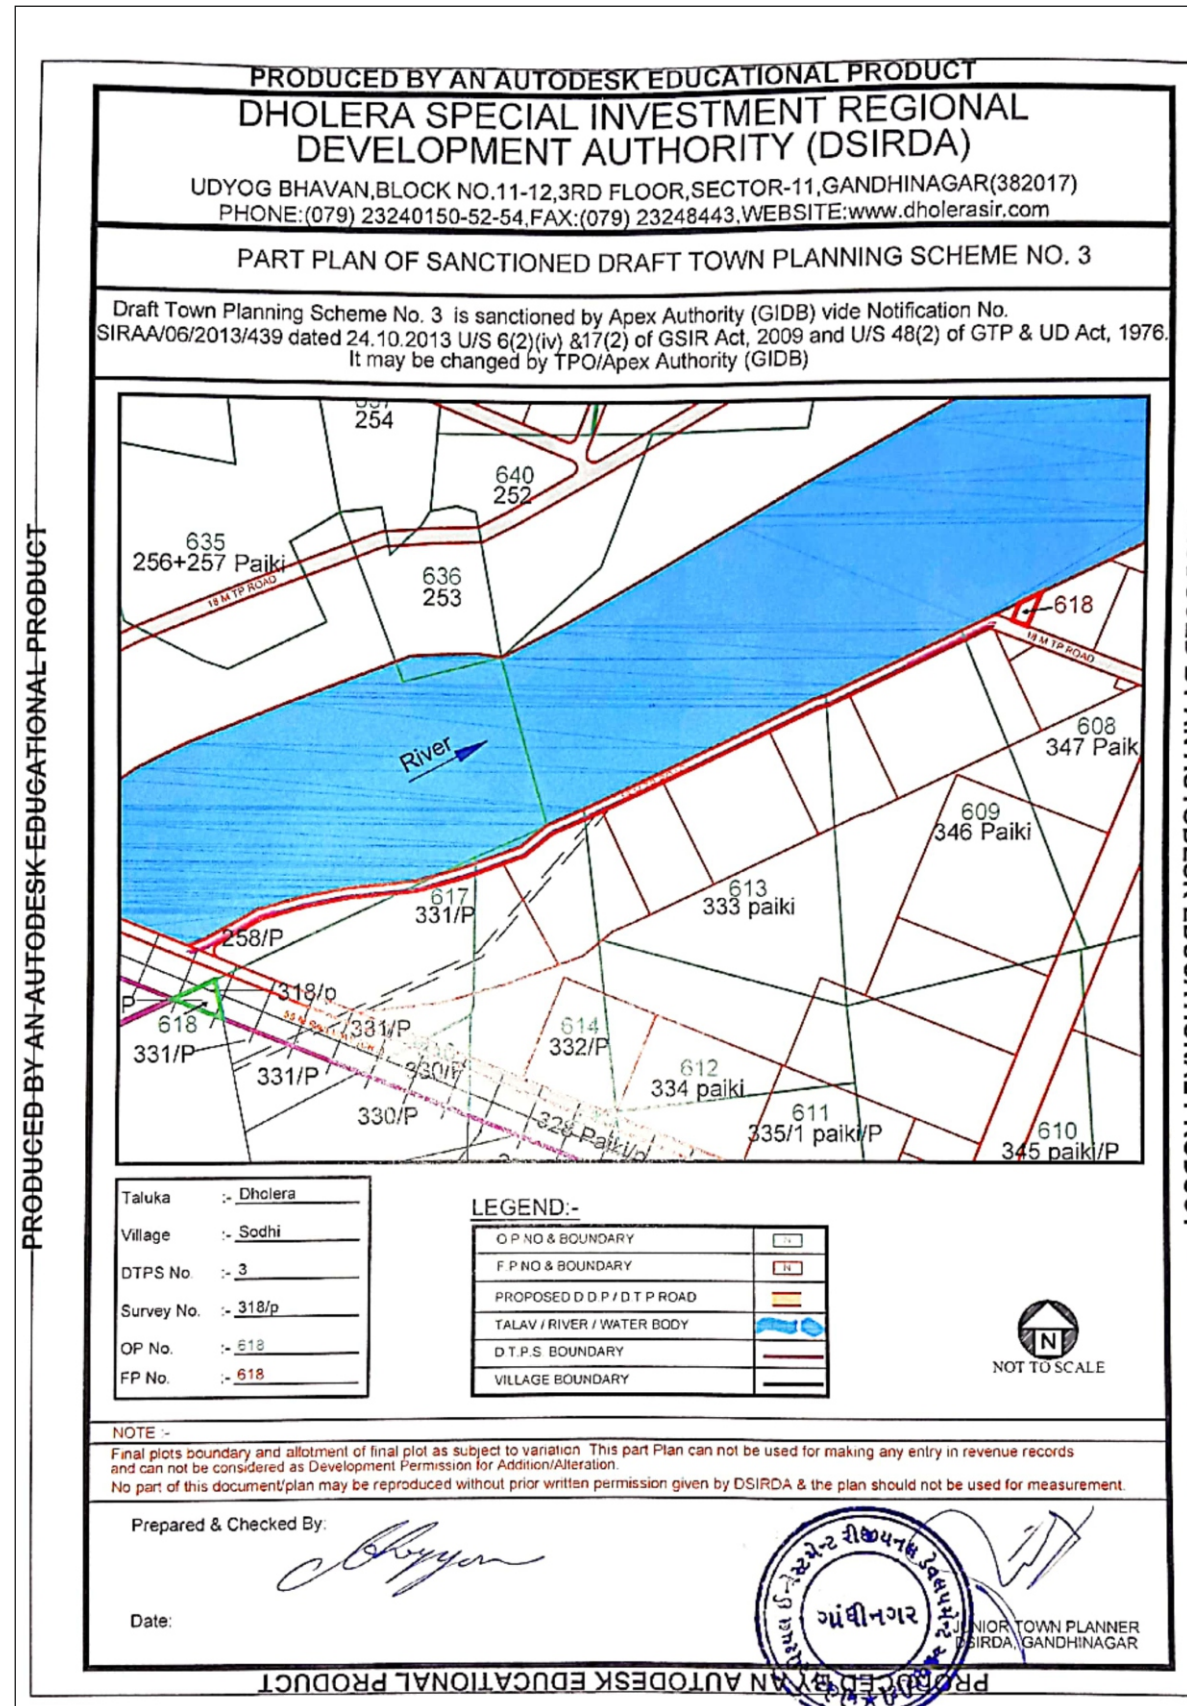 PRODUCED BY AN AUTODESK EDUCATIONAL PRODUCT
DHOLERA SPECIAL INVESTMENT REGIONAL
DEVELOPMENT AUTHORITY (DSIRDA)
UDYOG BHAVAN,BLOCK NO.11-12,3RD FLOOR,SECTOR-11,GANDHINAGAR(382017)
PHONE:(079) 23240150-52-54,FAX:(079) 23248443,WEBSITE:www.dholerasir.com
PART PLAN OF SANCTIONED DRAFT TOWN PLANNING SCHEME NO. 3
Draft Town Planning Scheme No. 3 is sanctioned by Apex Authority (GIDB) vide Notification No.
SIRAA/06/2013/439 dated 24.10.2013 U/S 6(2)(iv) &17(2) of GSIR Act, 2009 and U/S 48(2) of GTP & UD Act, 1976.
It may be changed by TPO/Apex Authority (GIDB)
PRODUCED BY AN AUTODESK EDUCATIONAL PRODUCT
254
640
252
635
256+257 Paiki
18 M TP ROAD
636
253
618
18 M TP ROAD
River
608
347 Paik
609
346 Paiki
613
333 paiki
617
331/P
258/P
318/p
P
618
331/P
331/P
331/P
330/P
330/P
614
332/P
612
334 paiki
328 Paiki/p
611
335/1 paiki/P
610
345 paiki/P
Taluka :- Dholera
Village :- Sodhi
DTPS No. :- 3
Survey No. :- 318/p
OP No. :- 618
FP No. :- 618
LEGEND:-
O P NO & BOUNDARY N
F P NO & BOUNDARY N
PROPOSED D D P / D T P ROAD
TALAV / RIVER / WATER BODY
D T.P.S BOUNDARY
VILLAGE BOUNDARY
N
NOT TO SCALE
NOTE :-
Final plots boundary and allotment of final plot as subject to variation This part Plan can not be used for making any entry in revenue records
and can not be considered as Development Permission for Addition/Alteration.
No part of this document/plan may be reproduced without prior written permission given by DSIRDA & the plan should not be used for measurement.
Prepared & Checked By:
Date:
ગાંધીનગર
JUNIOR TOWN PLANNER
DSIRDA, GANDHINAGAR
PRODUCED BY AN AUTODESK EDUCATIONAL PRODUCT